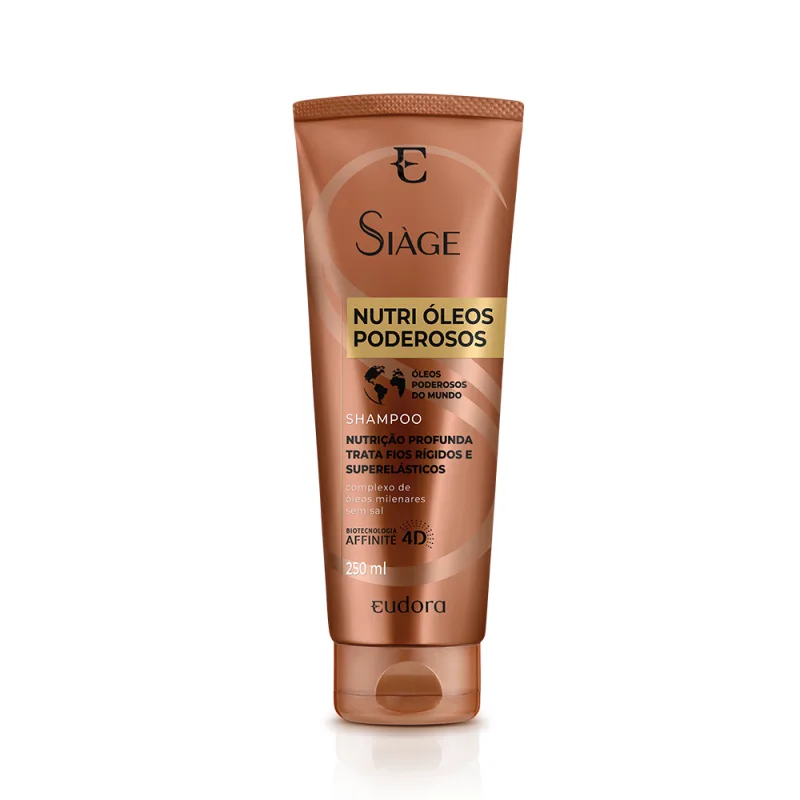 E
SIÀGE
NUTRI ÓLEOS
PODEROSOS
ÓLEOS
PODEROSOS
DO MUNDO
SHAMPOO
NUTRIÇÃO PROFUNDA
TRATA FIOS RÍGIDOS E
SUPERELÁSTICOS
complexo de
óleos milenares
sem sal
BIOTECNOLOGIA
AFFINITÉ 4D
250 ml
Eudora